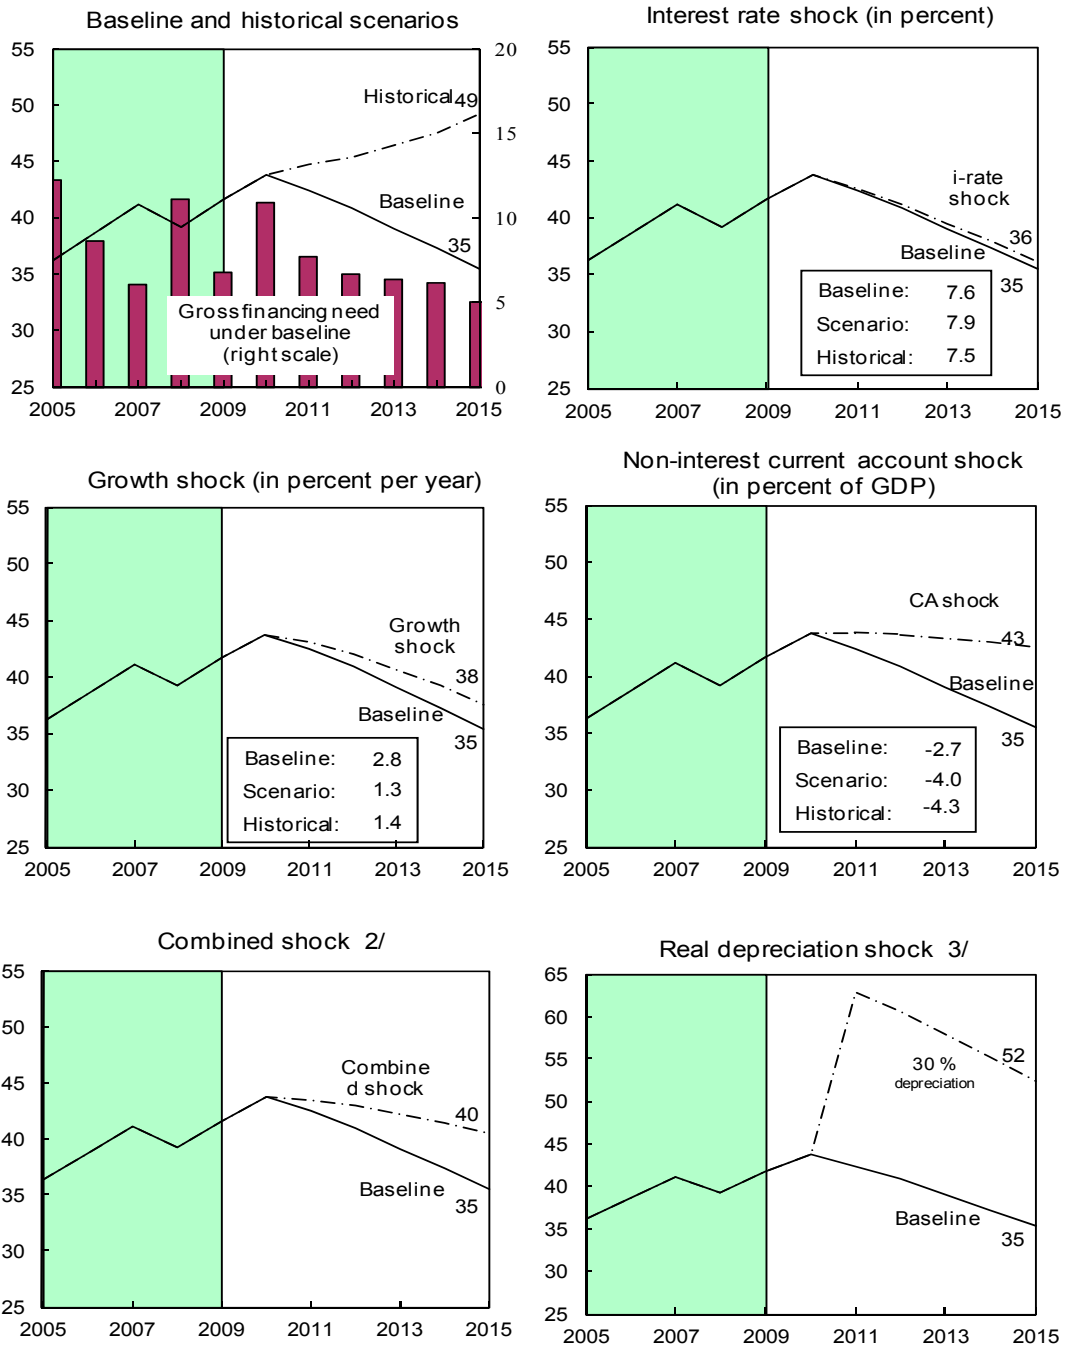 Baseline and historical scenarios
55
50
45
40
35
30
25
20
15
10
5
0
Historical 49
Baseline
35
Gross financing need
under baseline
(right scale)
2005 2007 2009 2011 2013 2015
Interest rate shock (in percent)
55
50
45
40
35
30
25
i-rate
shock
36
Baseline
35
Baseline: 7.6
Scenario: 7.9
Historical: 7.5
2005 2007 2009 2011 2013 2015
Growth shock (in percent per year)
55
50
45
40
35
30
25
Growth
shock
38
Baseline
35
Baseline: 2.8
Scenario: 1.3
Historical: 1.4
2005 2007 2009 2011 2013 2015
Non-interest current account shock
(in percent of GDP)
55
50
45
40
35
30
25
CA shock
43
Baseline
35
Baseline: -2.7
Scenario: -4.0
Historical: -4.3
2005 2007 2009 2011 2013 2015
Combined shock 2/
55
50
45
40
35
30
25
Combine
d shock
40
Baseline
35
2005 2007 2009 2011 2013 2015
Real depreciation shock 3/
65
60
55
50
45
40
35
30
25
52
30 %
depreciation
Baseline
35
2005 2007 2009 2011 2013 2015